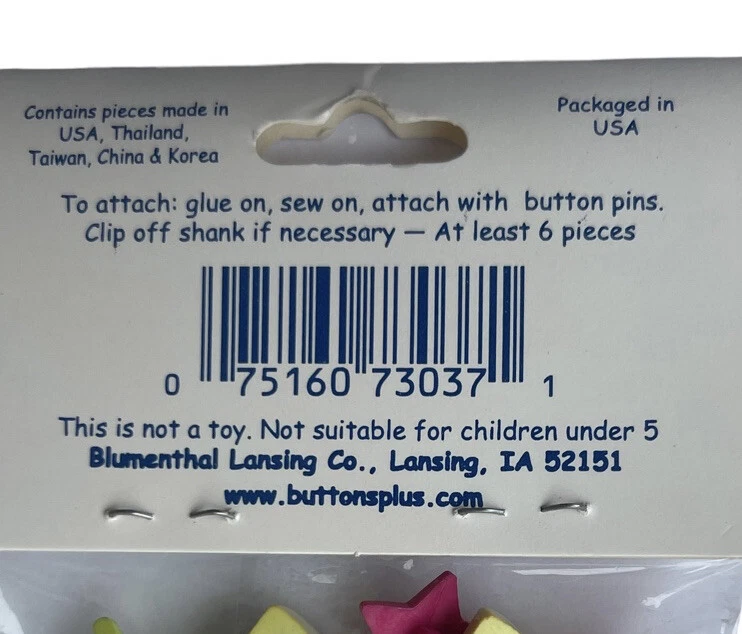 Contains pieces made in
USA, Thailand,
Taiwan, China & Korea
Packaged in
USA
To attach: glue on, sew on, attach with button pins.
Clip off shank if necessary — At least 6 pieces
0 75160 73037 1
This is not a toy. Not suitable for children under 5
Blumenthal Lansing Co., Lansing, IA 52151
www.buttonsplus.com